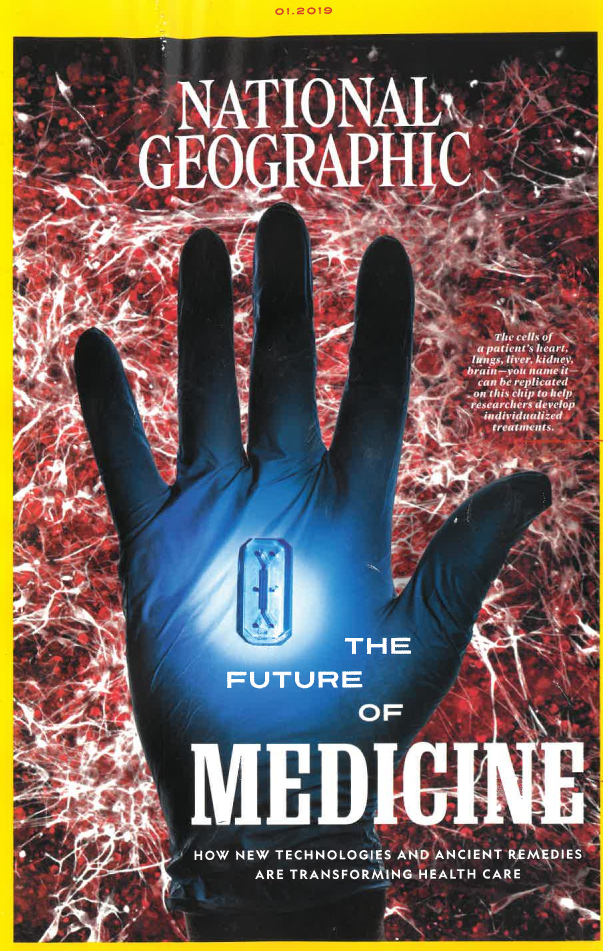 01.2019
NATIONAL
GEOGRAPHIC
The cells of
a patient's heart,
lungs, liver, kidney,
brain—you name it—
can be replicated
on this chip to help
researchers develop
individualized
treatments.
THE
FUTURE
OF
MEDICINE
HOW NEW TECHNOLOGIES AND ANCIENT REMEDIES
ARE TRANSFORMING HEALTH CARE